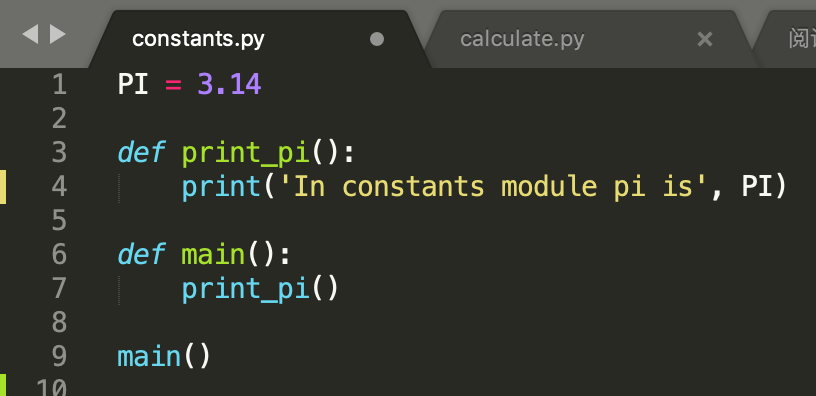 constants.py
calculate.py
1 PI = 3.14
2
3 def print_pi():
4     print('In constants module pi is', PI)
5
6 def main():
7     print_pi()
8
9 main()
10